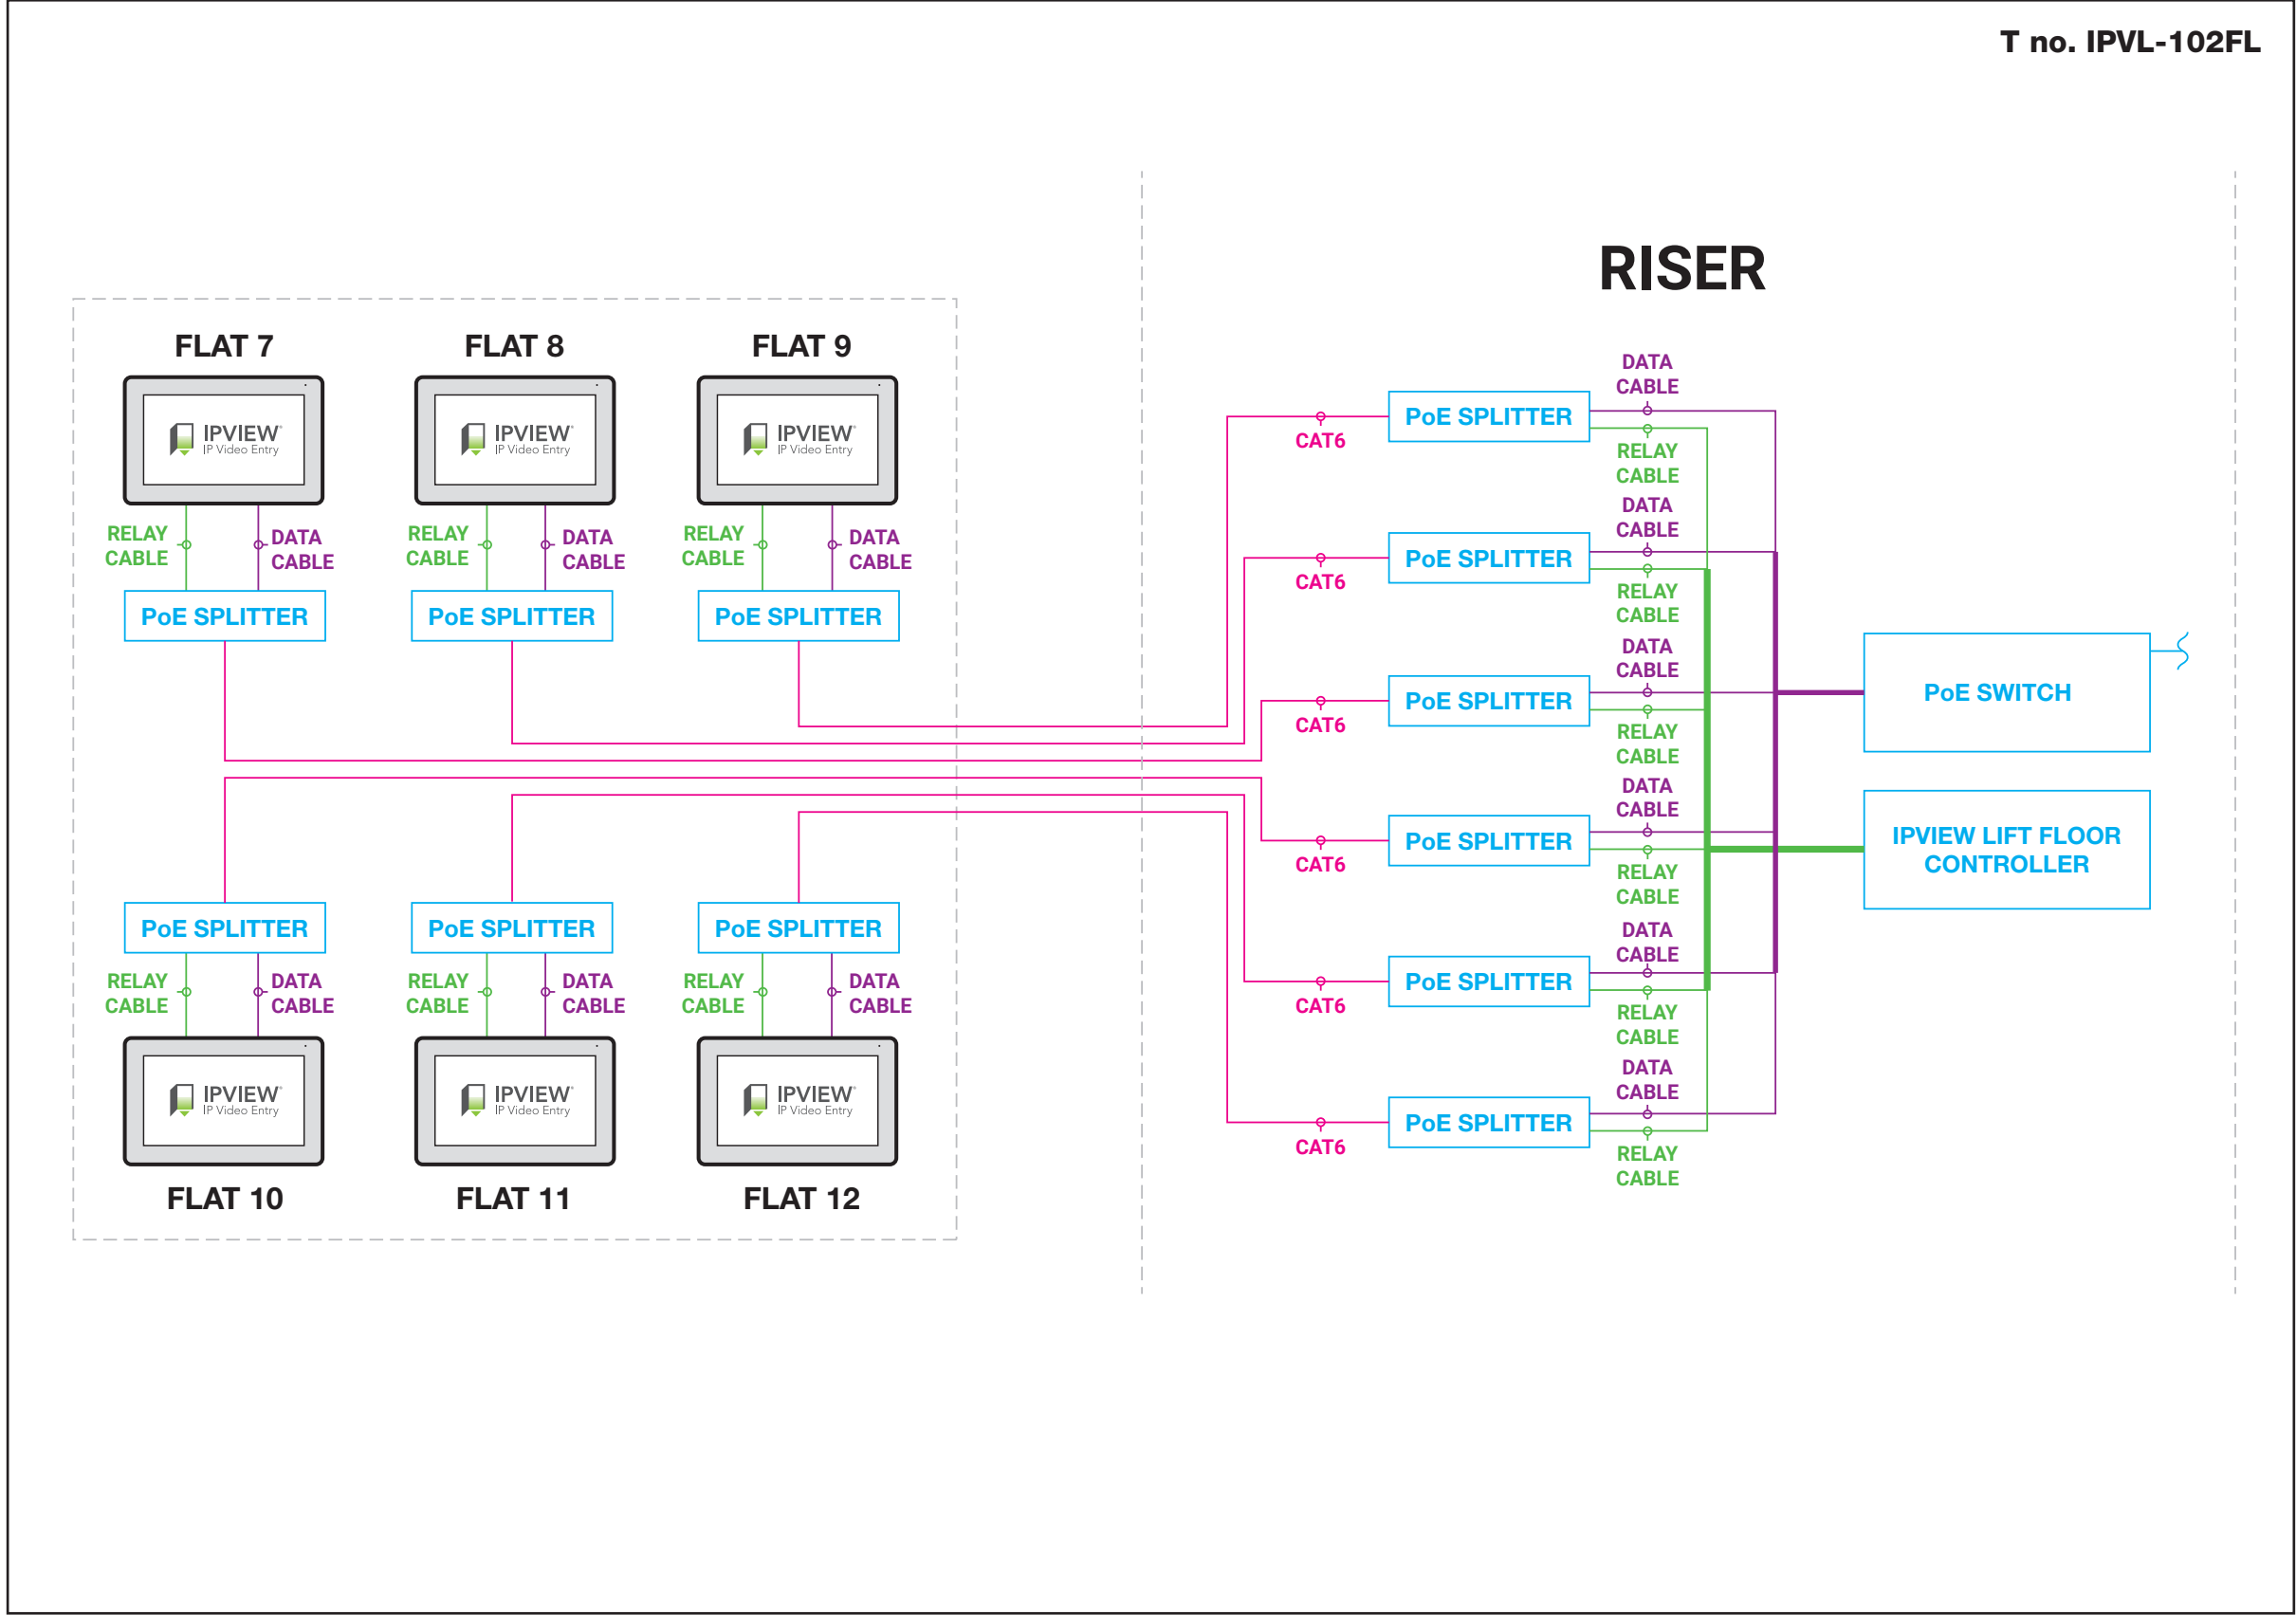 T no. IPVL-102FL
RISER
FLAT 7
FLAT 8
FLAT 9
IPVIEW®
IP Video Entry
IPVIEW®
IP Video Entry
IPVIEW®
IP Video Entry
RELAY
CABLE
DATA
CABLE
RELAY
CABLE
DATA
CABLE
RELAY
CABLE
DATA
CABLE
PoE SPLITTER
PoE SPLITTER
PoE SPLITTER
PoE SPLITTER
PoE SPLITTER
PoE SPLITTER
RELAY
CABLE
DATA
CABLE
RELAY
CABLE
DATA
CABLE
RELAY
CABLE
DATA
CABLE
IPVIEW®
IP Video Entry
IPVIEW®
IP Video Entry
IPVIEW®
IP Video Entry
FLAT 10
FLAT 11
FLAT 12
CAT6
PoE SPLITTER
DATA
CABLE
RELAY
CABLE
CAT6
PoE SPLITTER
DATA
CABLE
RELAY
CABLE
CAT6
PoE SPLITTER
DATA
CABLE
RELAY
CABLE
CAT6
PoE SPLITTER
DATA
CABLE
RELAY
CABLE
CAT6
PoE SPLITTER
DATA
CABLE
RELAY
CABLE
CAT6
PoE SPLITTER
DATA
CABLE
RELAY
CABLE
PoE SWITCH
IPVIEW LIFT FLOOR
CONTROLLER